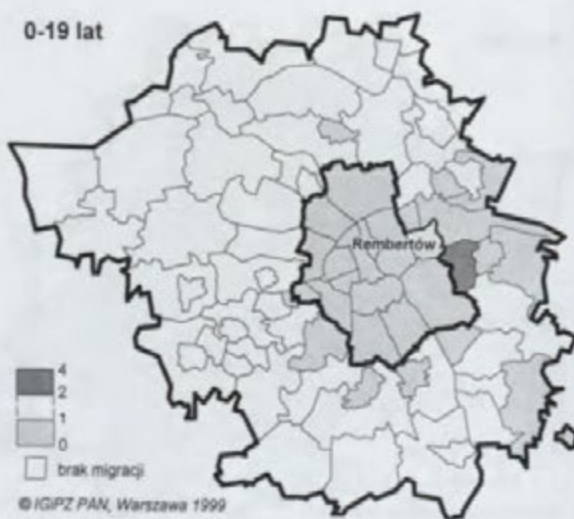 0-19 lat
Rembertów
4
2
1
0
brak migracji
© IGiPZ PAN, Warszawa 1999